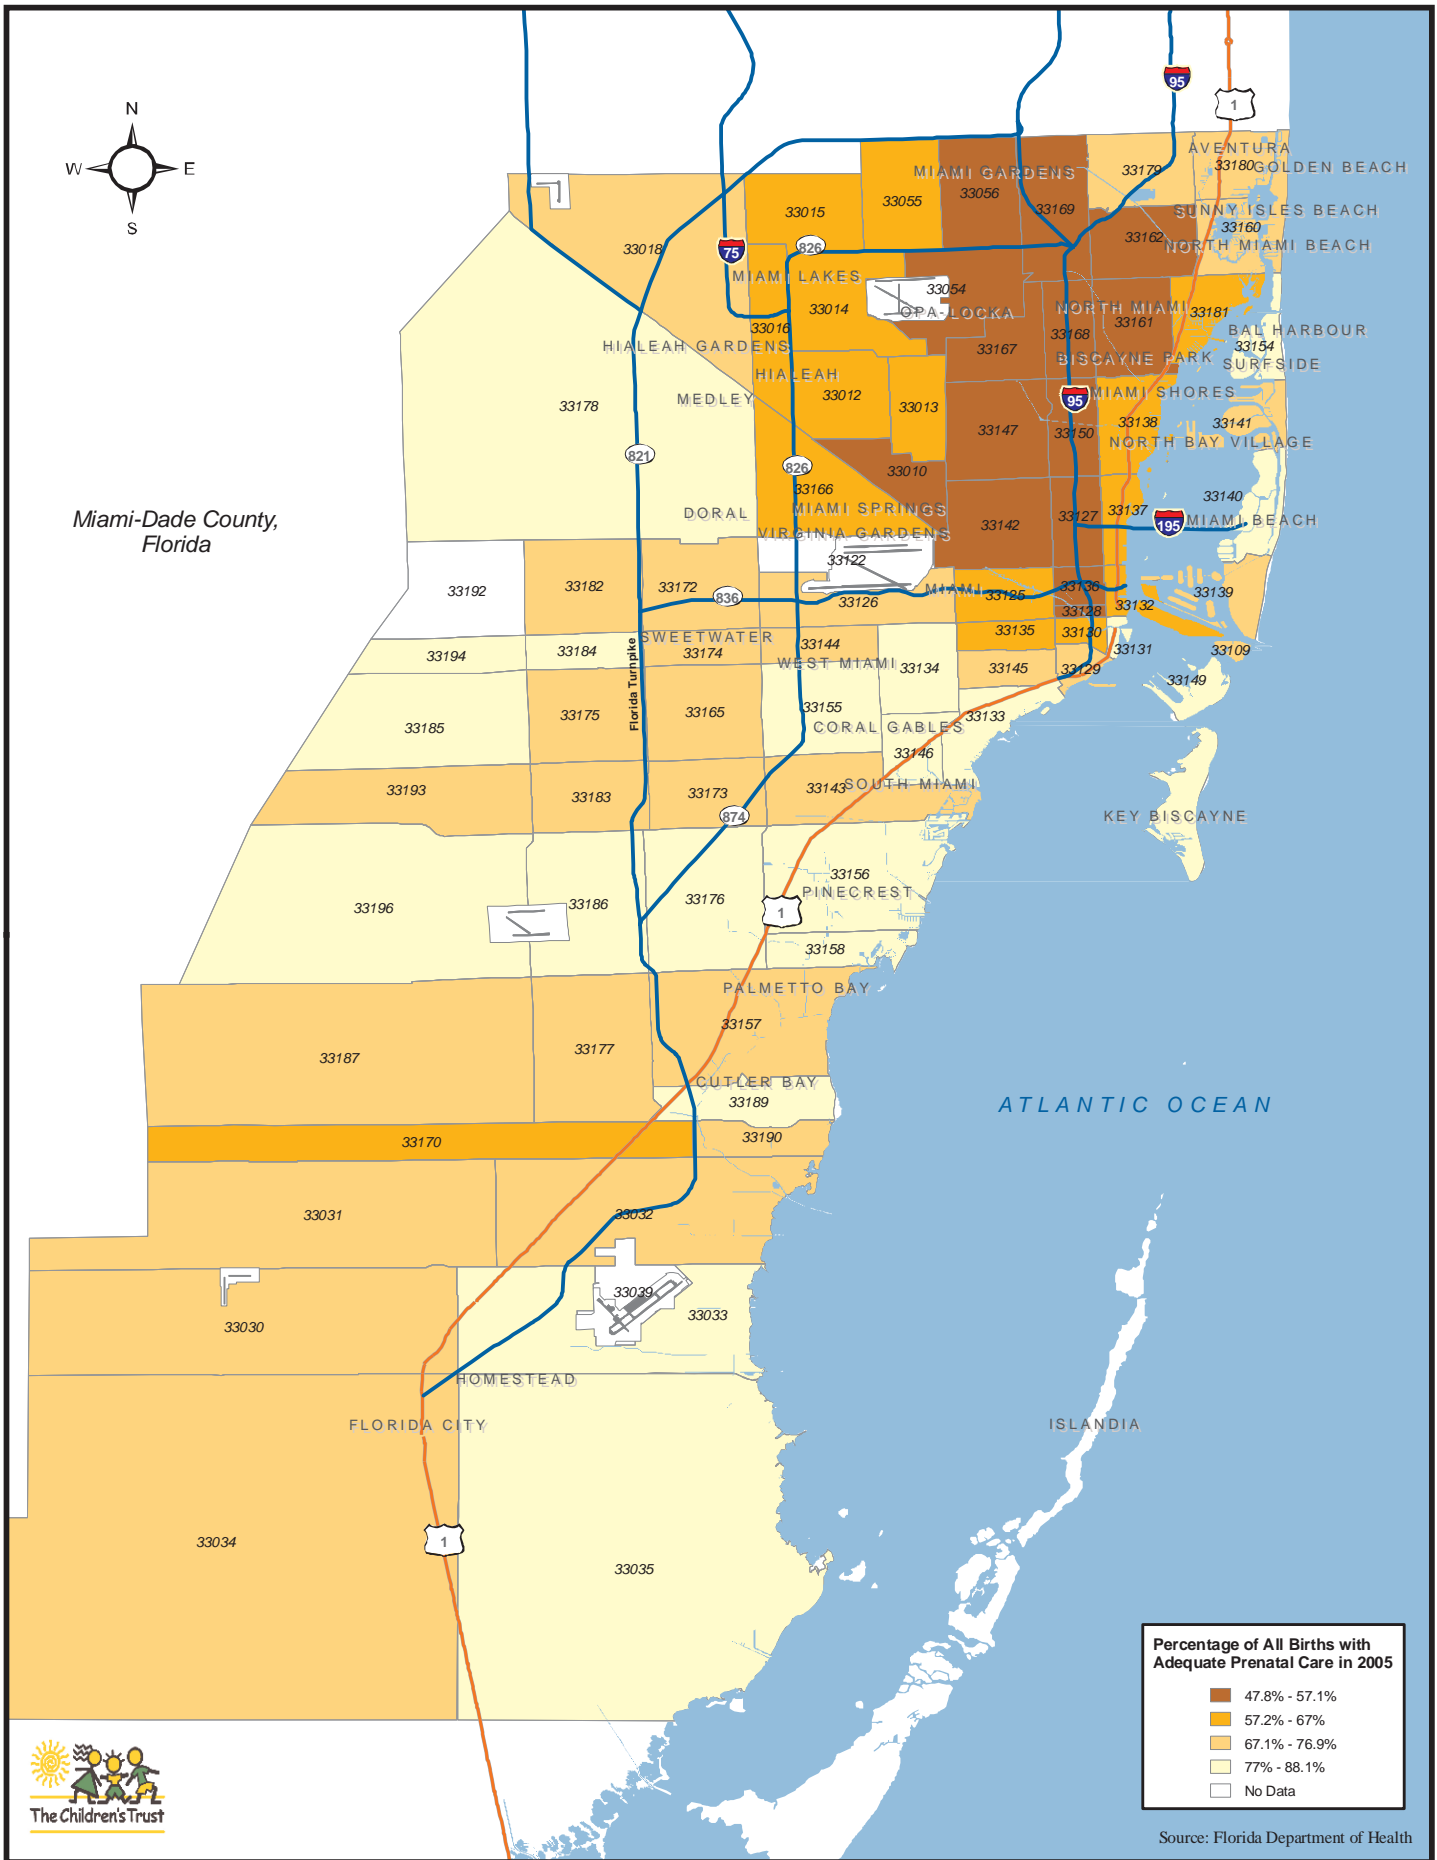 95
1
N
W E
S
AVENTURA
MIAMI GARDENS
33179
33180
GOLDEN BEACH
33056
33055
33015
33169
SUNNY ISLES BEACH
33160
33162
NORTH MIAMI BEACH
33018
75
826
MIAMI LAKES
33054
33014
OPA-LOCKA
NORTH MIAMI
33181
33161
33016
33168
BAL HARBOUR
HIALEAH GARDENS
33167
33154
BISCAYNE PARK
SURFSIDE
HIALEAH
33012
MEDLEY
33178
33013
95
MIAMI SHORES
33138
33141
33147
33150
NORTH BAY VILLAGE
821
826
33010
33166
33140
MIAMI SPRINGS
DORAL
33137
33127
195
MIAMI BEACH
33142
Miami-Dade County,
Florida
VIRGINIA GARDENS
33122
33192
33182
33172
836
33126
MIAMI
33125
33136
33139
33128
33132
33135
33130
SWEETWATER
33144
33174
33194
33184
WEST MIAMI
33134
33145
33129
33131
33109
33149
Florida Turnpike
33175
33165
33155
33133
33185
CORAL GABLES
33146
33193
33183
33173
33143
SOUTH MIAMI
874
KEY BISCAYNE
33156
PINECREST
33196
33186
33176
1
33158
PALMETTO BAY
33157
33187
33177
CUTLER BAY
33189
ATLANTIC OCEAN
33170
33190
33031
33032
33039
33033
33030
HOMESTEAD
FLORIDA CITY
ISLANDIA
33034
1
33035
Percentage of All Births with
Adequate Prenatal Care in 2005
47.8% - 57.1%
57.2% - 67%
67.1% - 76.9%
77% - 88.1%
No Data
The Children's Trust
Source: Florida Department of Health